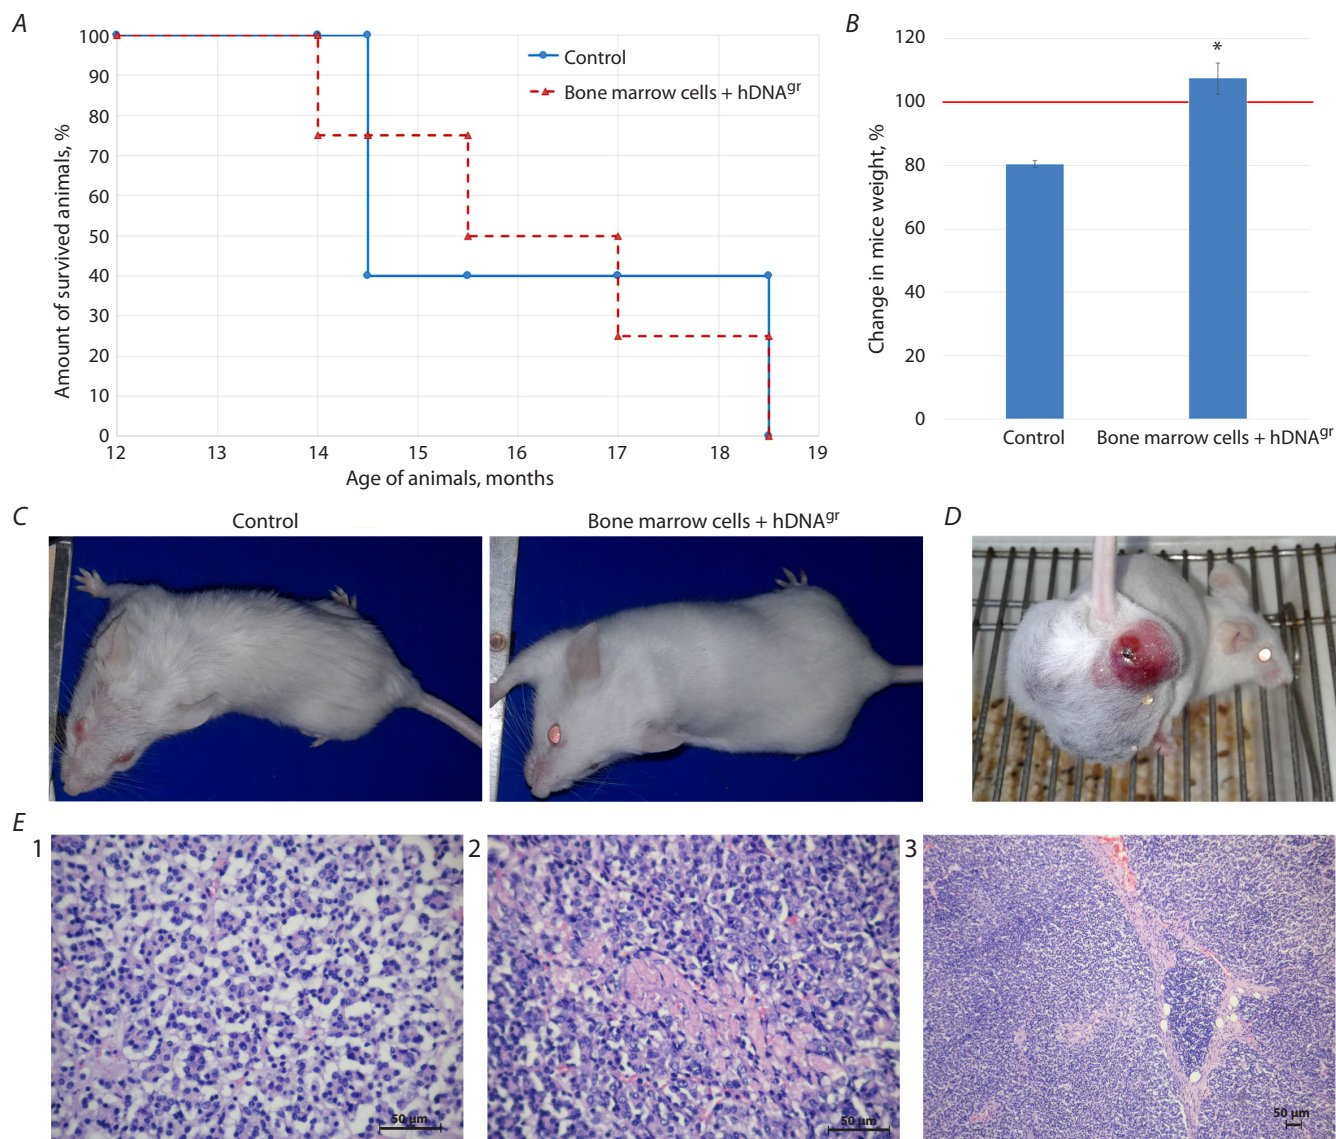 A
Amount of survived animals, %
100
90
80
70
60
50
40
30
20
10
0
12 13 14 15 16 17 18 19
Age of animals, months
Control
Bone marrow cells + hDNAgr
B
Change in mice weight, %
120
100
80
60
40
20
0
*
Control Bone marrow cells + hDNAgr
C
Control
Bone marrow cells + hDNAgr
D
E
1
50 µm
2
50 µm
3
50 µm